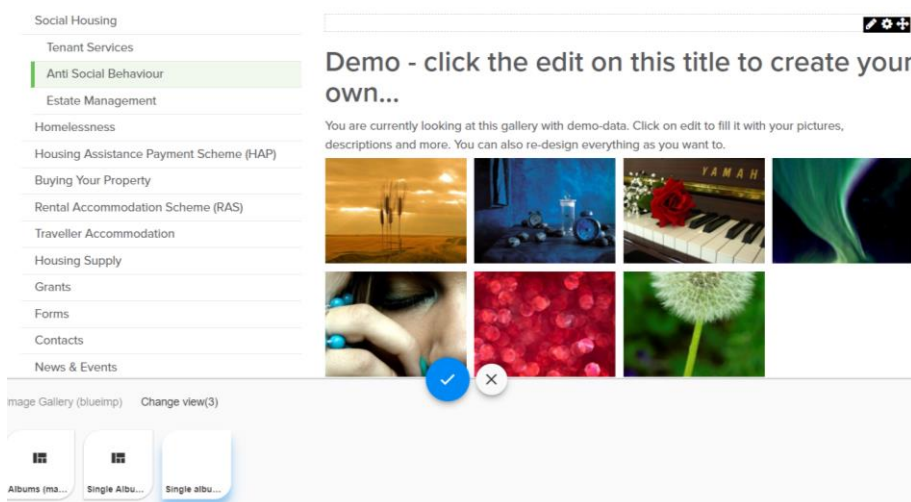 Social Housing
Tenant Services
Anti Social Behaviour
Estate Management
Homelessness
Housing Assistance Payment Scheme (HAP)
Buying Your Property
Rental Accommodation Scheme (RAS)
Traveller Accommodation
Housing Supply
Grants
Forms
Contacts
News & Events
Demo - click the edit on this title to create your
own...
You are currently looking at this gallery with demo-data. Click on edit to fill it with your pictures,
descriptions and more. You can also re-design everything as you want to.
YAMAH
mage Gallery (blueimp) Change view(3)
Albums (ma... Single Albu... Single albu...